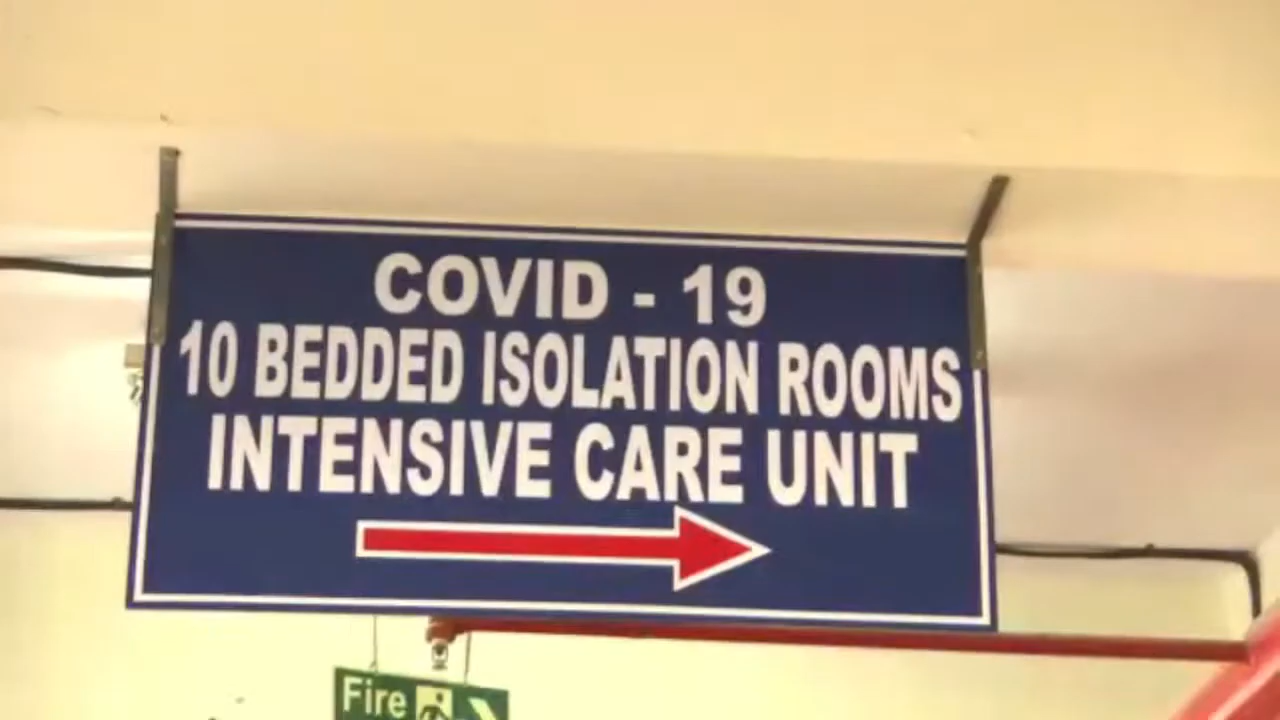 COVID - 19
10 BEDDED ISOLATION ROOMS
INTENSIVE CARE UNIT
Fire